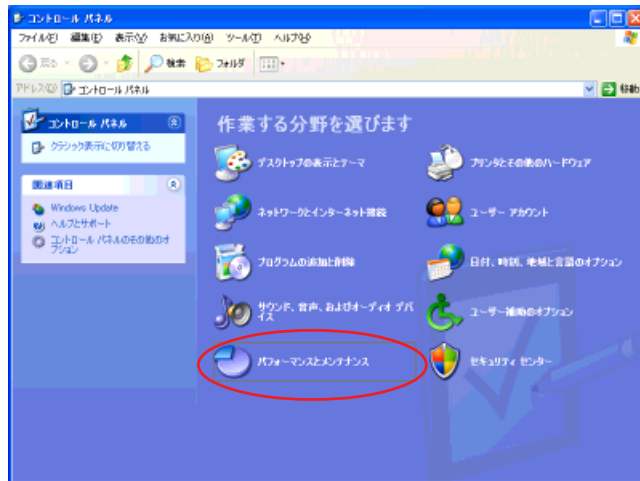 コントロール パネル
ファイル(F) 編集(E) 表示(V) お気に入り(A) ツール(T) ヘルプ(H)
戻る 検索 フォルダ
アドレス(D) コントロール パネル 移動
コントロール パネル
クラシック表示に切り替える
関連項目
Windows Update
ヘルプとサポート
コントロール パネルのその他のオ
プション
作業する分野を選びます
デスクトップの表示とテーマ
プリンタとその他のハードウェア
ネットワークとインターネット接続
ユーザー アカウント
プログラムの追加と削除
日付、時刻、地域と言語のオプション
サウンド、音声、およびオーディオ デバ
イス
ユーザー補助のオプション
パフォーマンスとメンテナンス
セキュリティ センター